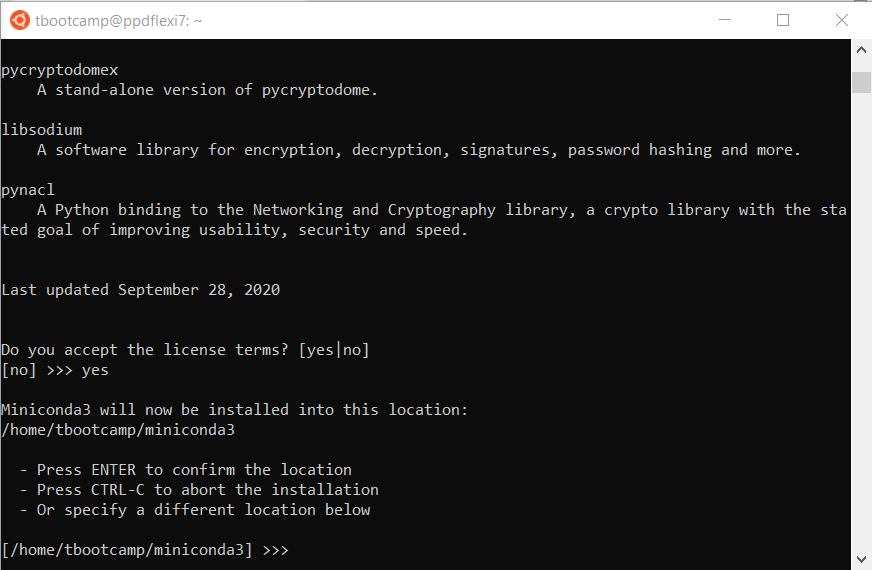 tbootcamp@ppdflexi7: ~
pycryptodomex
A stand-alone version of pycryptodome.
libsodium
A software library for encryption, decryption, signatures, password hashing and more.
pynacl
A Python binding to the Networking and Cryptography library, a crypto library with the sta
ted goal of improving usability, security and speed.
Last updated September 28, 2020
Do you accept the license terms? [yes|no]
[no] >>> yes
Miniconda3 will now be installed into this location:
/home/tbootcamp/miniconda3
- Press ENTER to confirm the location
- Press CTRL-C to abort the installation
- Or specify a different location below
[/home/tbootcamp/miniconda3] >>>